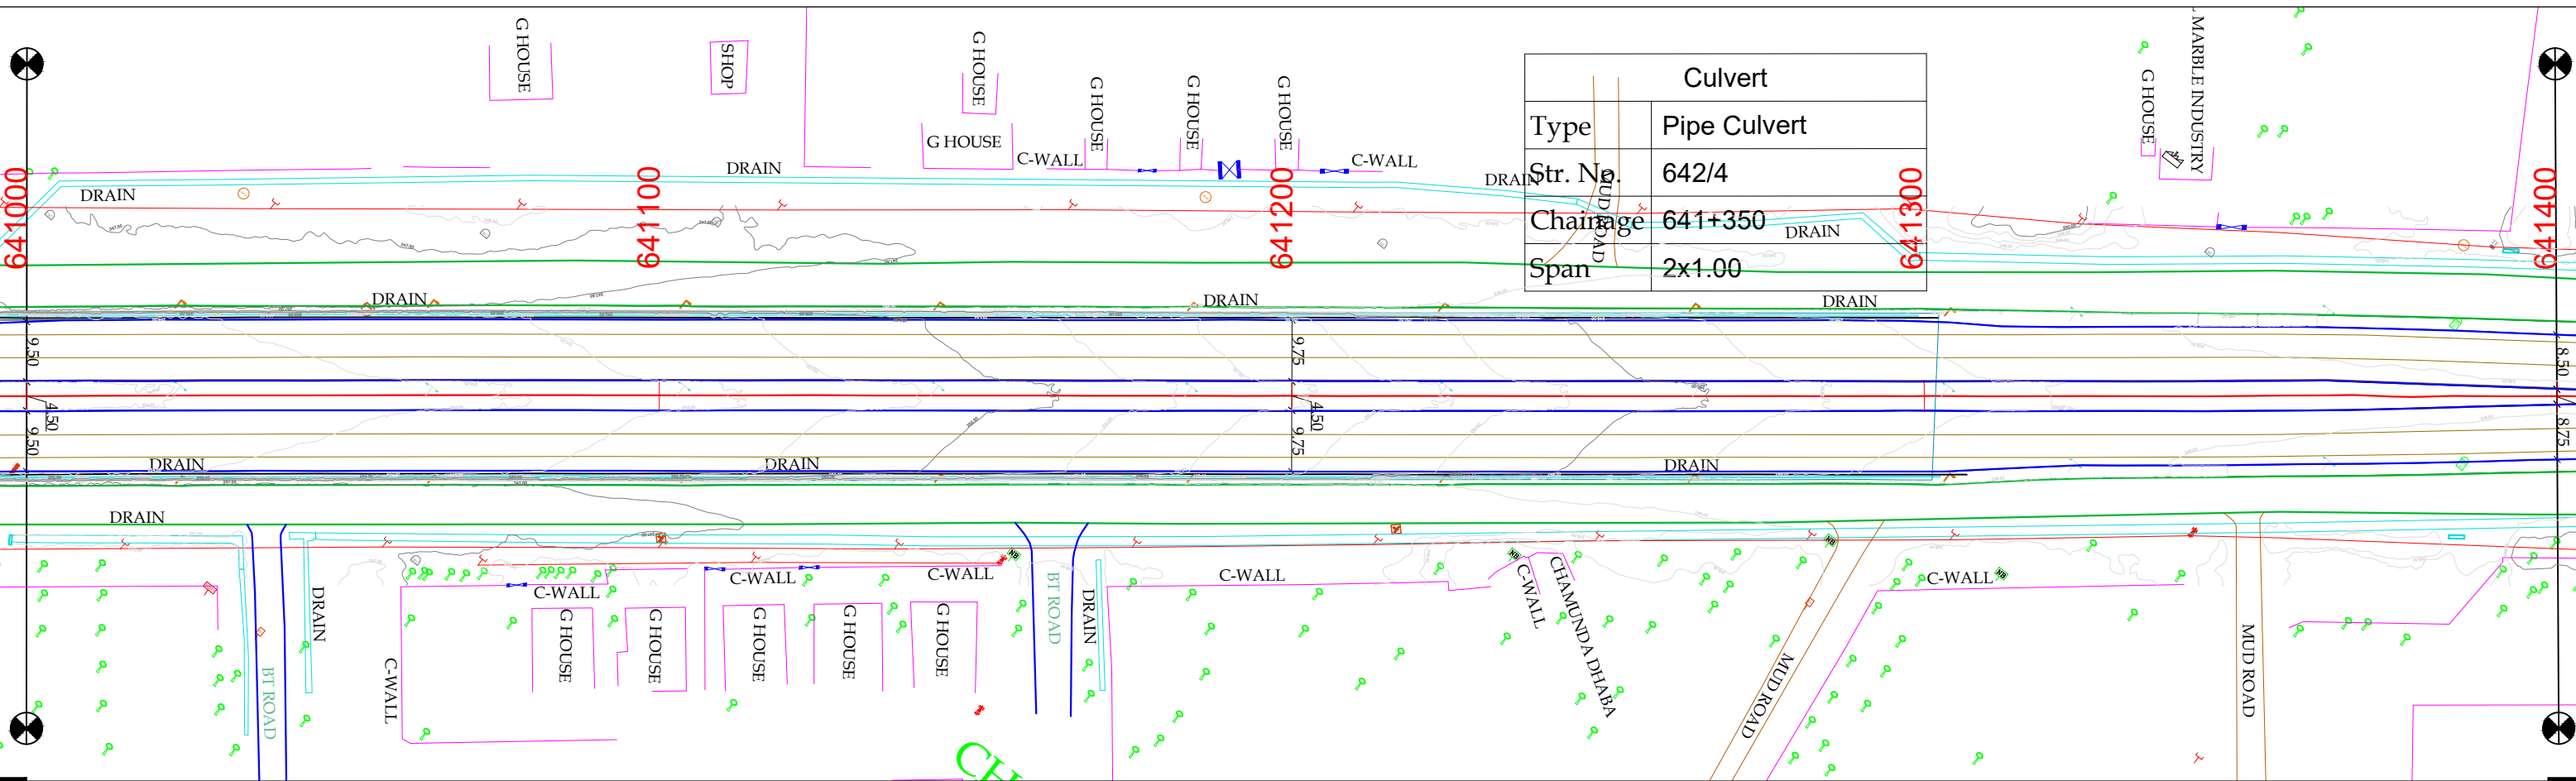 G HOUSE
SHOP
G HOUSE
G HOUSE
G HOUSE
G HOUSE
G HOUSE
G HOUSE
MARBLE INDUSTRY
Culvert
Type Pipe Culvert
Str. No. 642/4
Chainage 641+350
Span 2x1.00
MUD ROAD
C-WALL
C-WALL
DRAIN
DRAIN
DRAIN
DRAIN
641000
641100
641200
641300
641400
DRAIN
DRAIN
DRAIN
9.50
9.75
8.50
4.50
4.50
9.50
9.75
8.75
DRAIN
DRAIN
DRAIN
DRAIN
C-WALL
C-WALL
C-WALL
C-WALL
C-WALL
C-WALL
CHAMUNDA DHABA
DRAIN
DRAIN
BT ROAD
BT ROAD
G HOUSE
G HOUSE
G HOUSE
G HOUSE
G HOUSE
C-WALL
MUD ROAD
MUD ROAD
CH